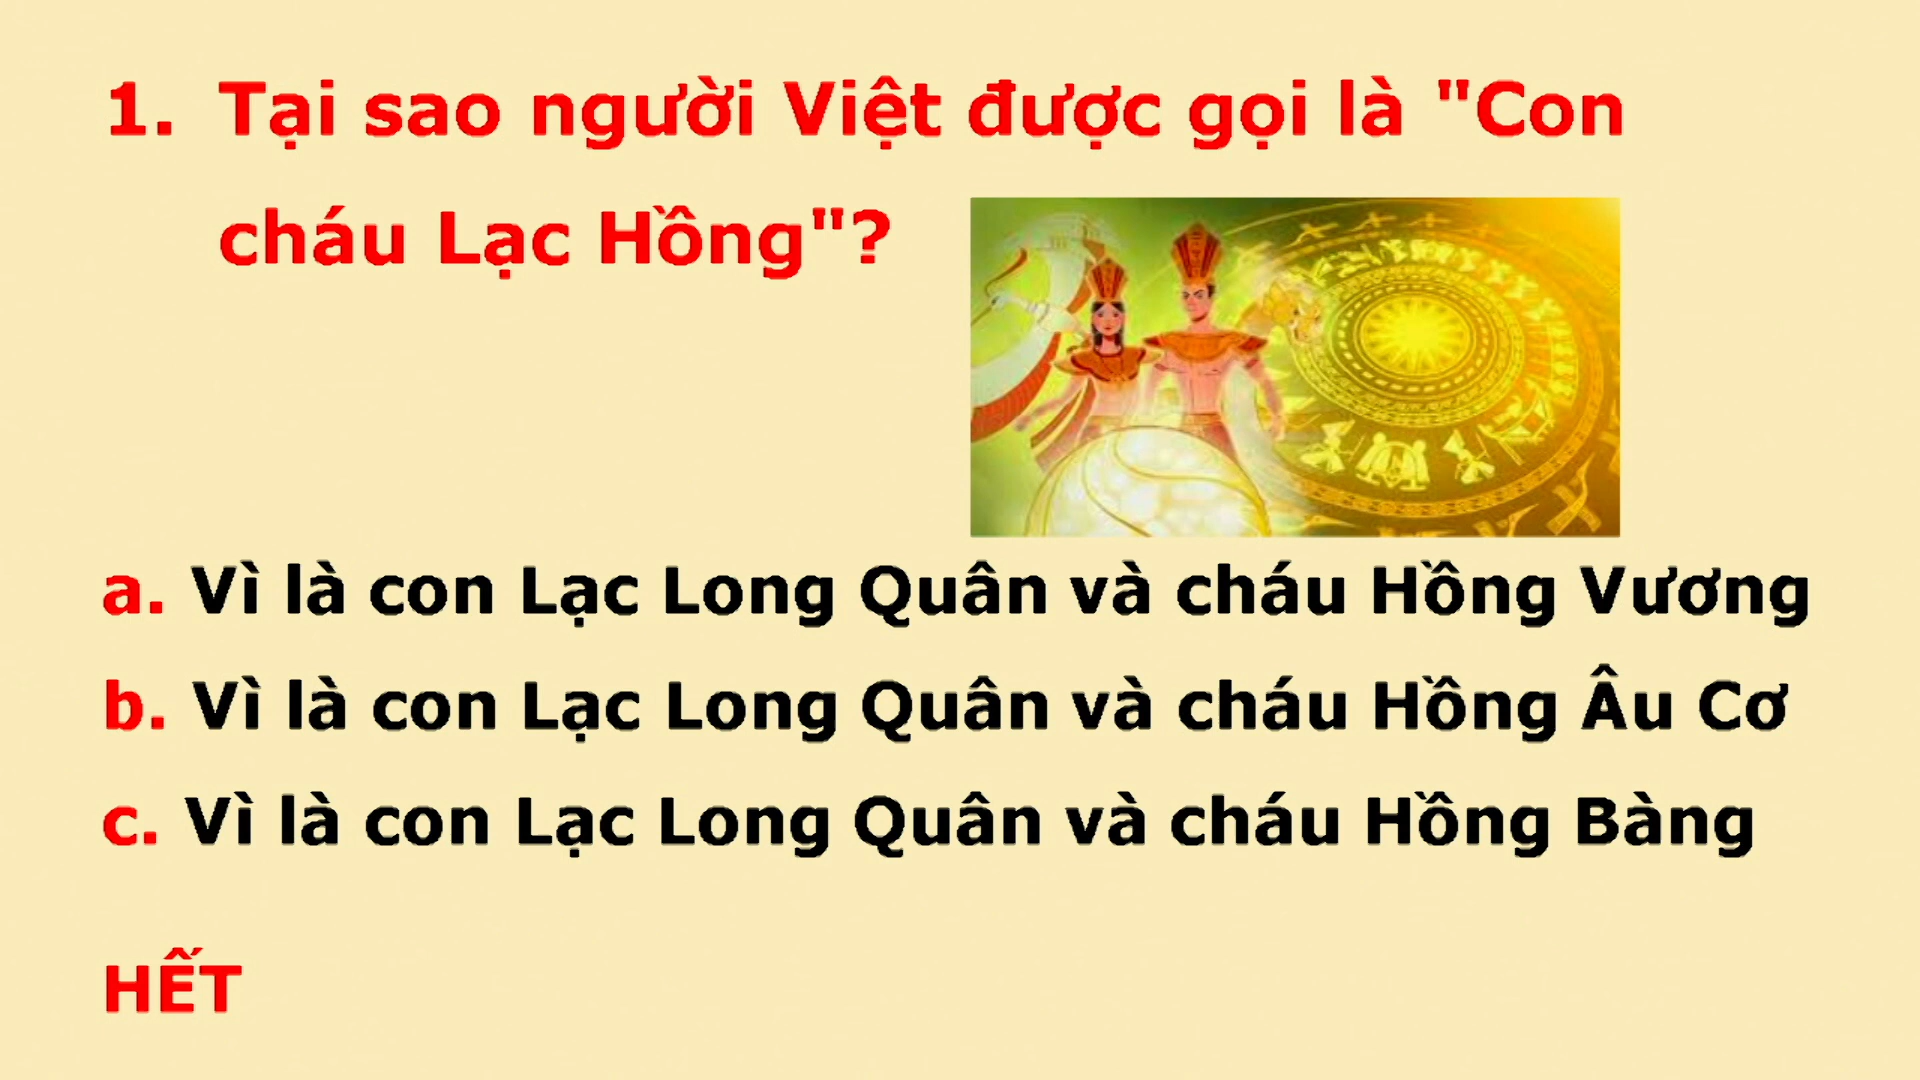 1. Tại sao người Việt được gọi là "Con
cháu Lạc Hồng"?
a. Vì là con Lạc Long Quân và cháu Hồng Vương
b. Vì là con Lạc Long Quân và cháu Hồng Âu Cơ
c. Vì là con Lạc Long Quân và cháu Hồng Bàng
HẾT